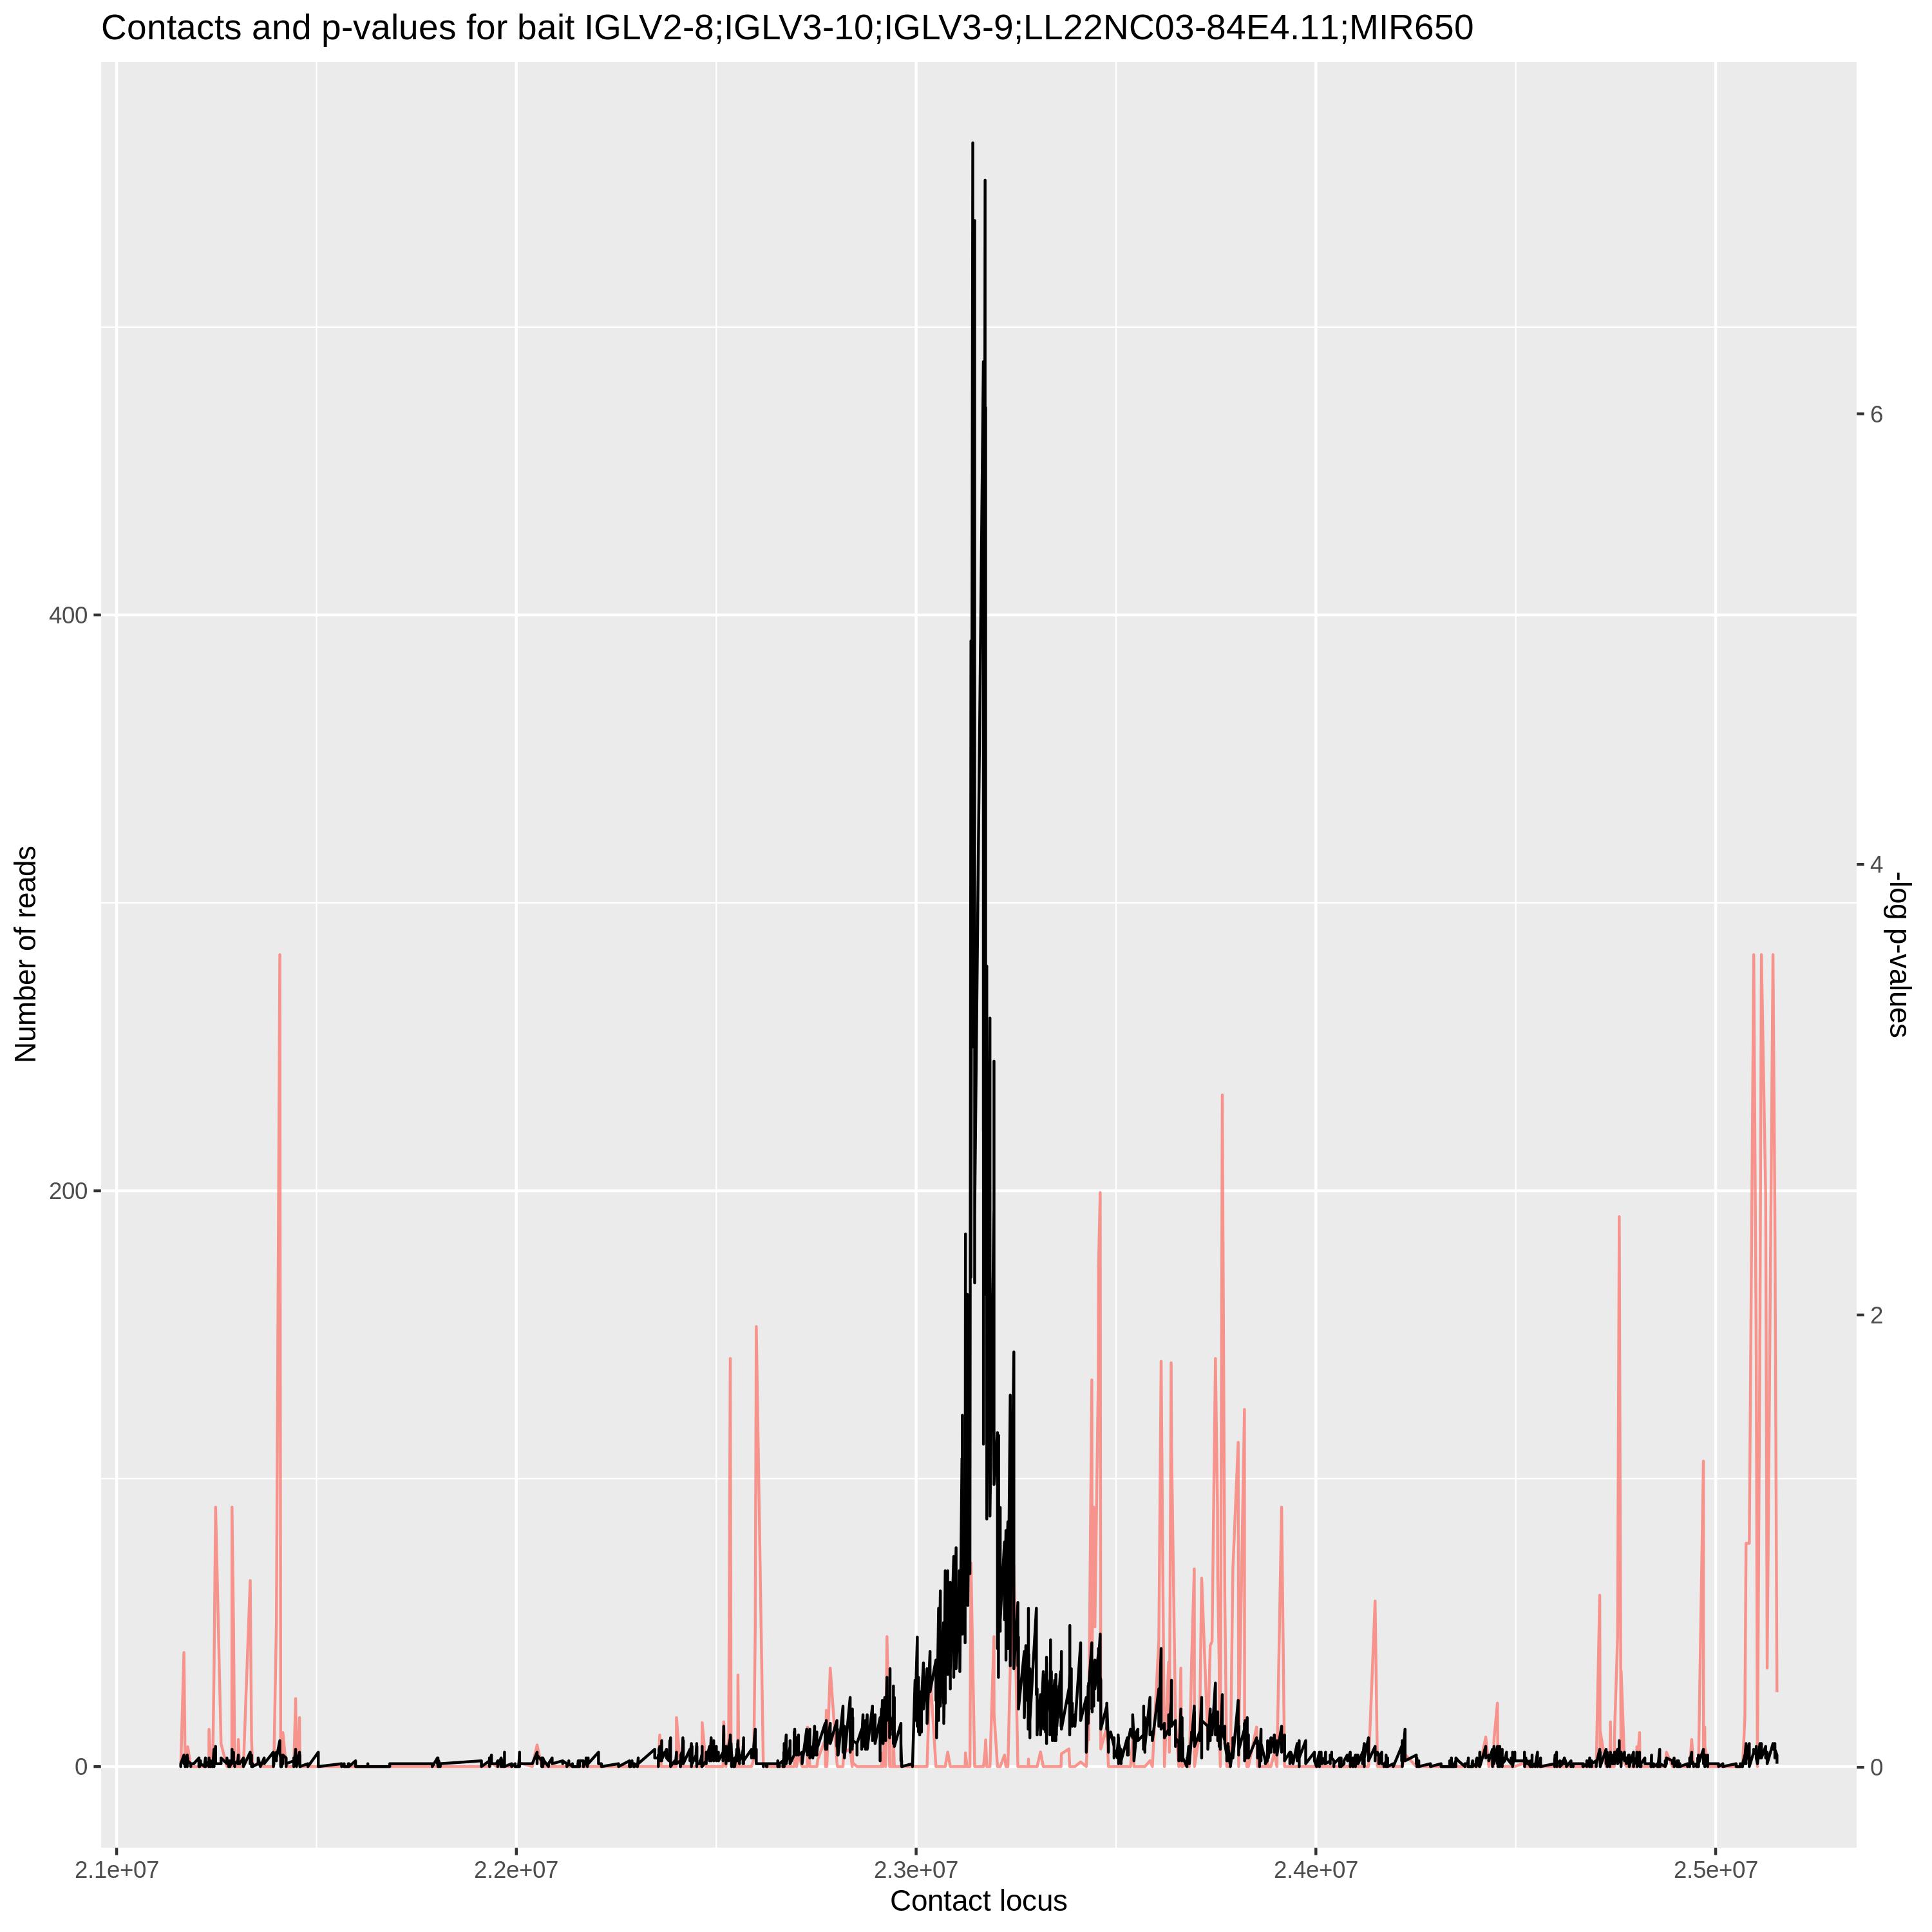 Contacts and p-values for bait IGLV2-8;IGLV3-10;IGLV3-9;LL22NC03-84E4.11;MIR650
Number of reads
400
200
0
6
4
2
0
-log p-values
2.1e+07
2.2e+07
2.3e+07
2.4e+07
2.5e+07
Contact locus